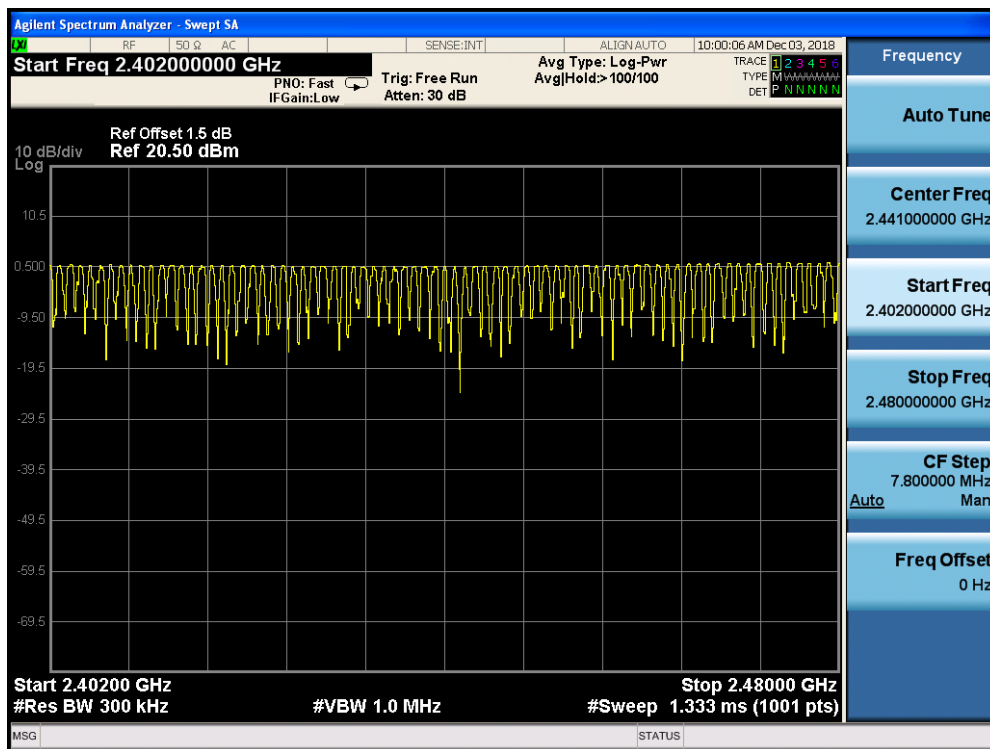 Agilent Spectrum Analyzer - Swept SA
LXI RF 50 Ω AC SENSE:INT ALIGN AUTO 10:00:06 AM Dec 03, 2018
Start Freq 2.402000000 GHz
PNO: Fast
IFGain:Low
Trig: Free Run
Atten: 30 dB
Avg Type: Log-Pwr
Avg|Hold:>100/100
TRACE 1 2 3 4 5 6
TYPE M WWWWW
DET P N N N N N
Ref Offset 1.5 dB
10 dB/div Ref 20.50 dBm
Log
10.5
0.500
-9.50
-19.5
-29.5
-39.5
-49.5
-59.5
-69.5
Start 2.40200 GHz Stop 2.48000 GHz
#Res BW 300 kHz #VBW 1.0 MHz #Sweep 1.333 ms (1001 pts)
MSG STATUS
Frequency
Auto Tune
Center Freq
2.441000000 GHz
Start Freq
2.402000000 GHz
Stop Freq
2.480000000 GHz
CF Step
7.800000 MHz
Auto Man
Freq Offset
0 Hz